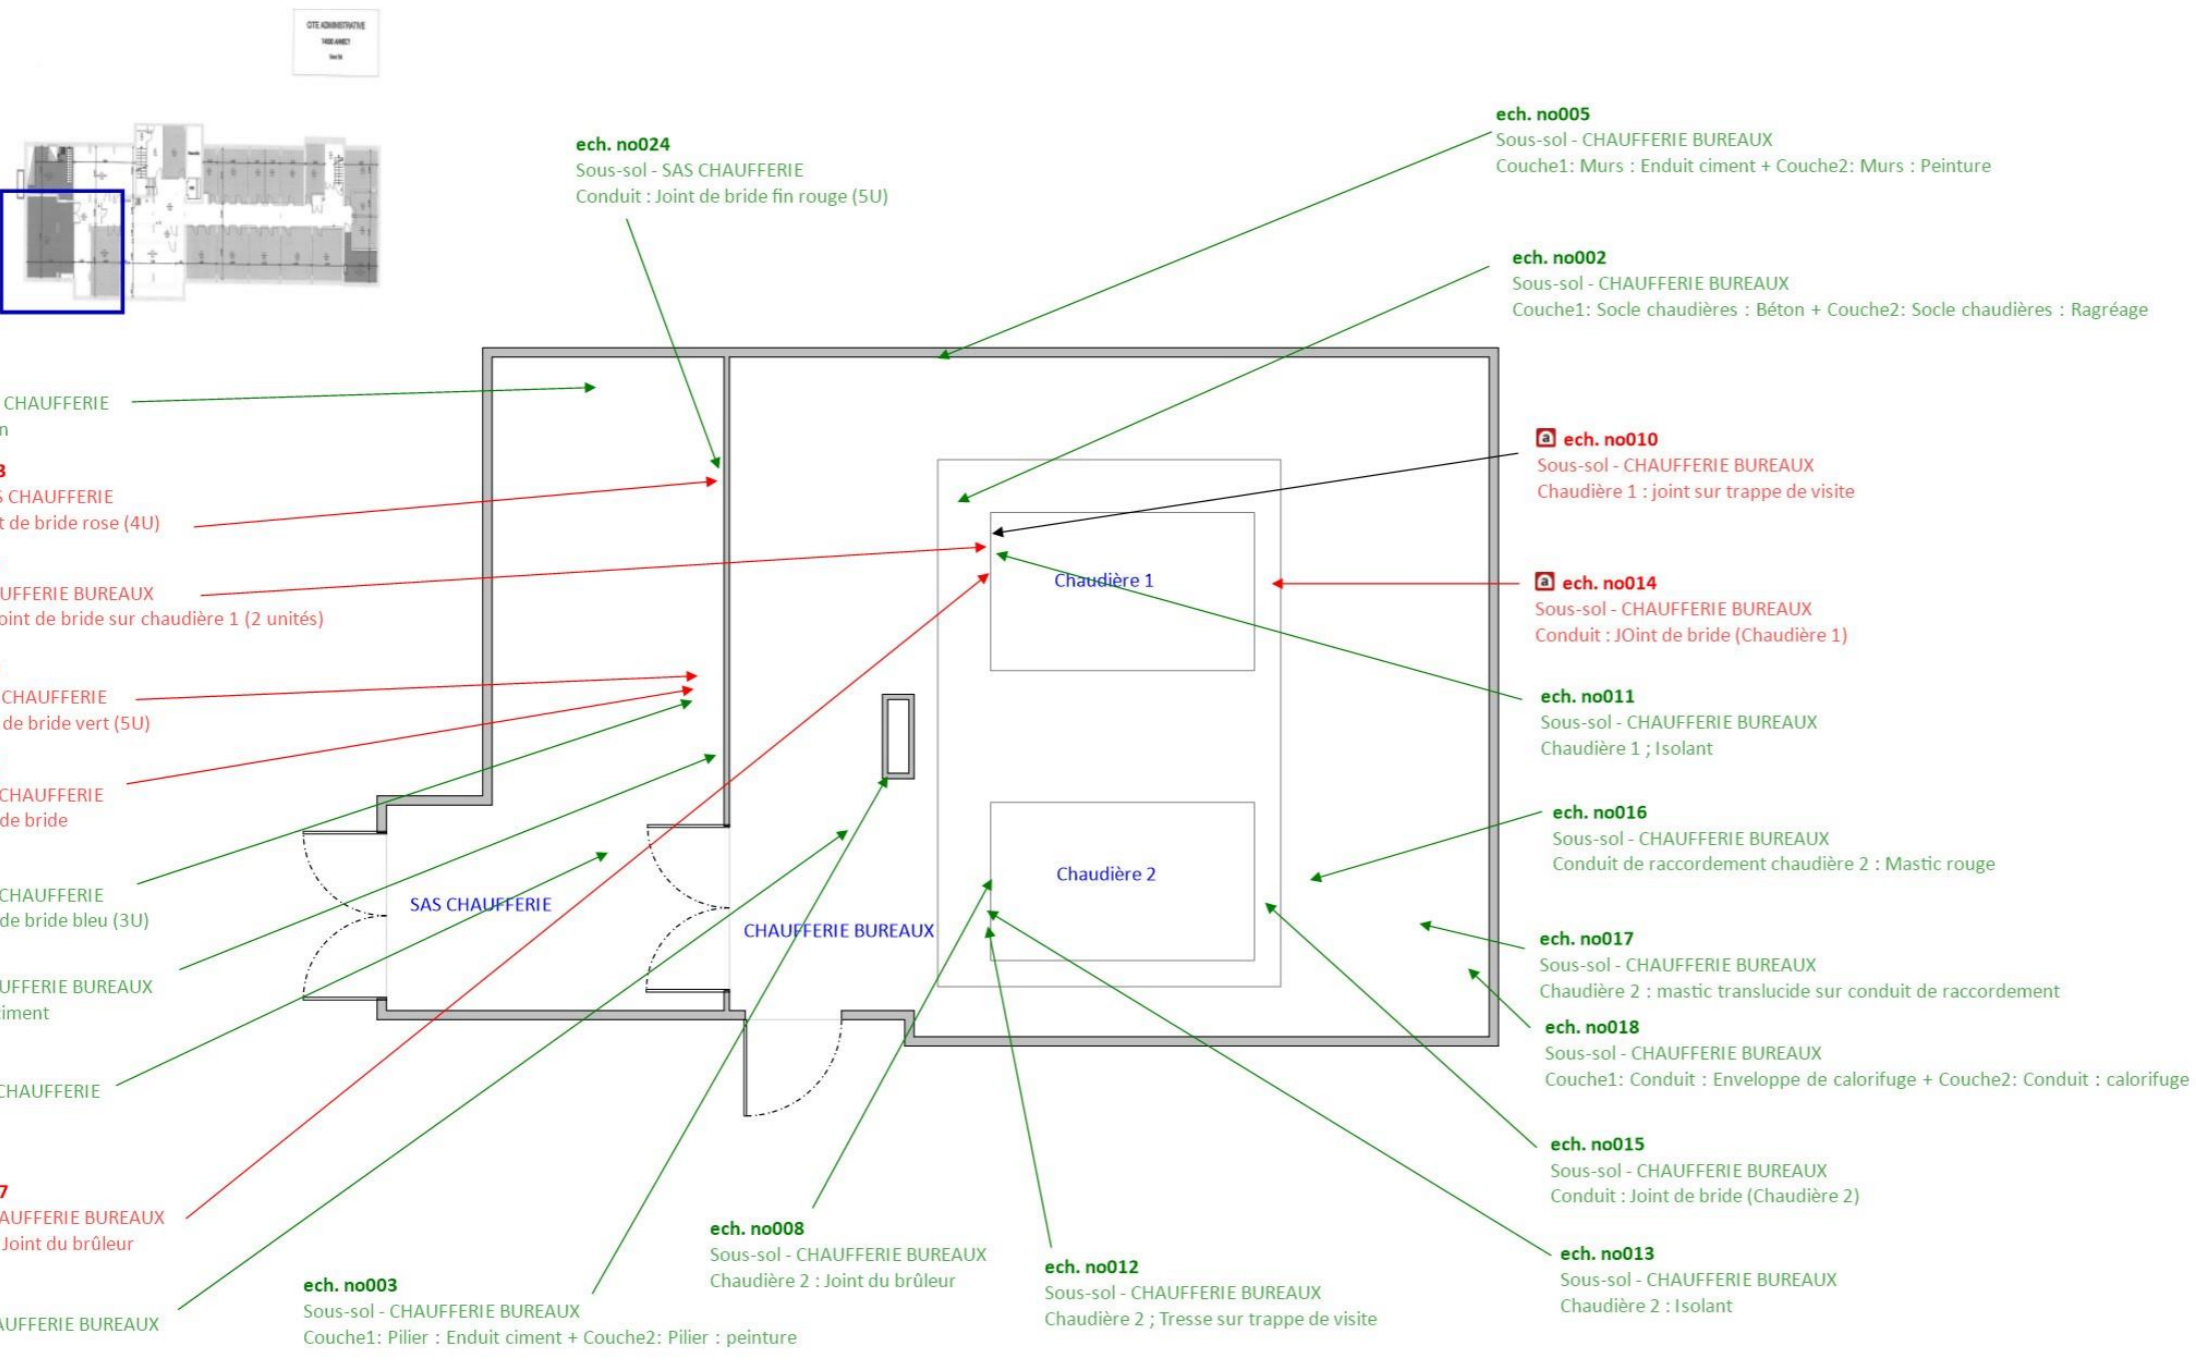 CITE ADMINISTRATIVE
ech. no024
Sous-sol - SAS CHAUFFERIE
Conduit : Joint de bride fin rouge (5U)
ech. no005
Sous-sol - CHAUFFERIE BUREAUX
Couche1: Murs : Enduit ciment + Couche2: Murs : Peinture
ech. no002
Sous-sol - CHAUFFERIE BUREAUX
Couche1: Socle chaudières : Béton + Couche2: Socle chaudières : Ragréage
CHAUFFERIE
n
3
S CHAUFFERIE
t de bride rose (4U)
UFFERIE BUREAUX
oint de bride sur chaudière 1 (2 unités)
CHAUFFERIE
de bride vert (5U)
CHAUFFERIE
de bride
CHAUFFERIE
de bride bleu (3U)
UFFERIE BUREAUX
ciment
CHAUFFERIE
7
AUFFERIE BUREAUX
Joint du brûleur
AUFFERIE BUREAUX
SAS CHAUFFERIE
CHAUFFERIE BUREAUX
Chaudière 1
Chaudière 2
a ech. no010
Sous-sol - CHAUFFERIE BUREAUX
Chaudière 1 : joint sur trappe de visite
a ech. no014
Sous-sol - CHAUFFERIE BUREAUX
Conduit : JOint de bride (Chaudière 1)
ech. no011
Sous-sol - CHAUFFERIE BUREAUX
Chaudière 1 ; Isolant
ech. no016
Sous-sol - CHAUFFERIE BUREAUX
Conduit de raccordement chaudière 2 : Mastic rouge
ech. no017
Sous-sol - CHAUFFERIE BUREAUX
Chaudière 2 : mastic translucide sur conduit de raccordement
ech. no018
Sous-sol - CHAUFFERIE BUREAUX
Couche1: Conduit : Enveloppe de calorifuge + Couche2: Conduit : calorifuge
ech. no015
Sous-sol - CHAUFFERIE BUREAUX
Conduit : Joint de bride (Chaudière 2)
ech. no013
Sous-sol - CHAUFFERIE BUREAUX
Chaudière 2 : Isolant
ech. no008
Sous-sol - CHAUFFERIE BUREAUX
Chaudière 2 : Joint du brûleur
ech. no012
Sous-sol - CHAUFFERIE BUREAUX
Chaudière 2 ; Tresse sur trappe de visite
ech. no003
Sous-sol - CHAUFFERIE BUREAUX
Couche1: Pilier : Enduit ciment + Couche2: Pilier : peinture